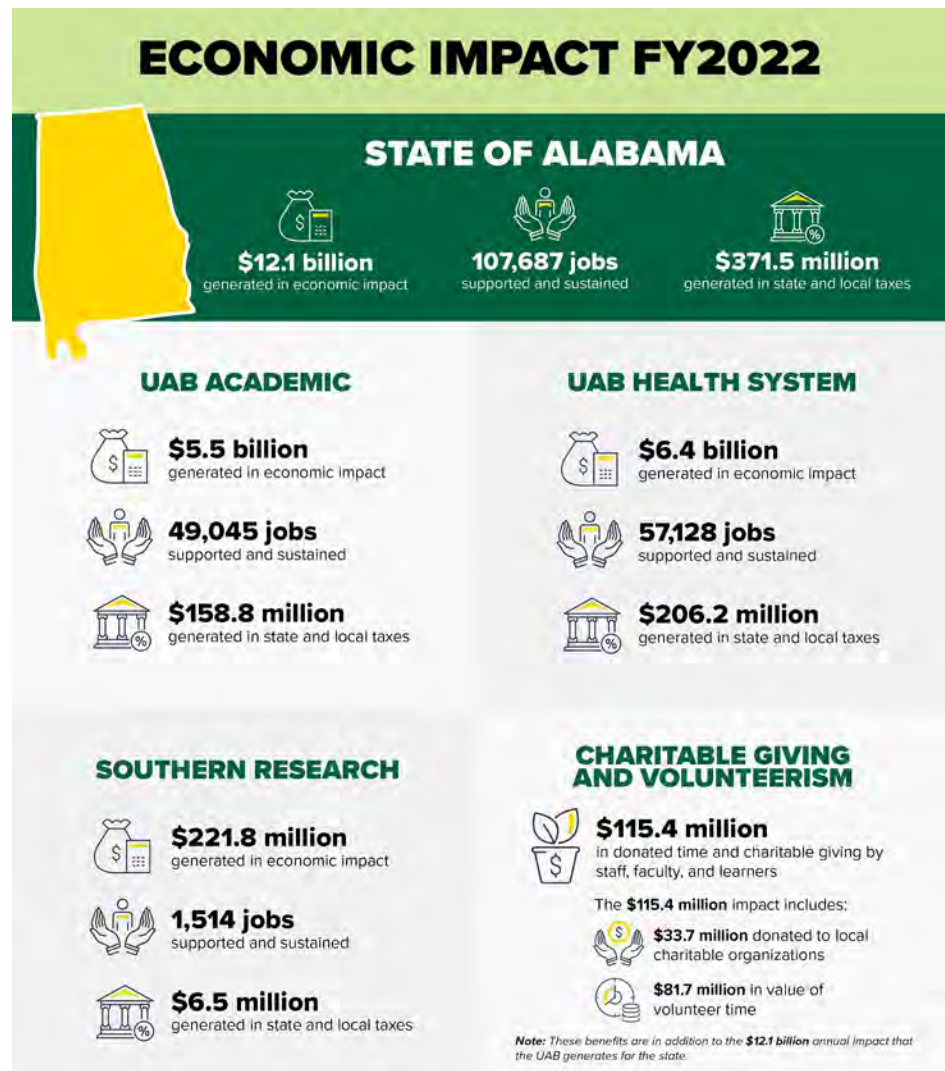 ECONOMIC IMPACT FY2022
STATE OF ALABAMA
$12.1 billion
generated in economic impact
107,687 jobs
supported and sustained
$371.5 million
generated in state and local taxes
UAB ACADEMIC
$5.5 billion
generated in economic impact
49,045 jobs
supported and sustained
$158.8 million
generated in state and local taxes
UAB HEALTH SYSTEM
$6.4 billion
generated in economic impact
57,128 jobs
supported and sustained
$206.2 million
generated in state and local taxes
SOUTHERN RESEARCH
$221.8 million
generated in economic impact
1,514 jobs
supported and sustained
$6.5 million
generated in state and local taxes
CHARITABLE GIVING
AND VOLUNTEERISM
$115.4 million
in donated time and charitable giving by
staff, faculty, and learners
The $115.4 million impact includes:
$33.7 million donated to local
charitable organizations
$81.7 million in value of
volunteer time
Note: These benefits are in addition to the $12.1 billion annual impact that
the UAB generates for the state.